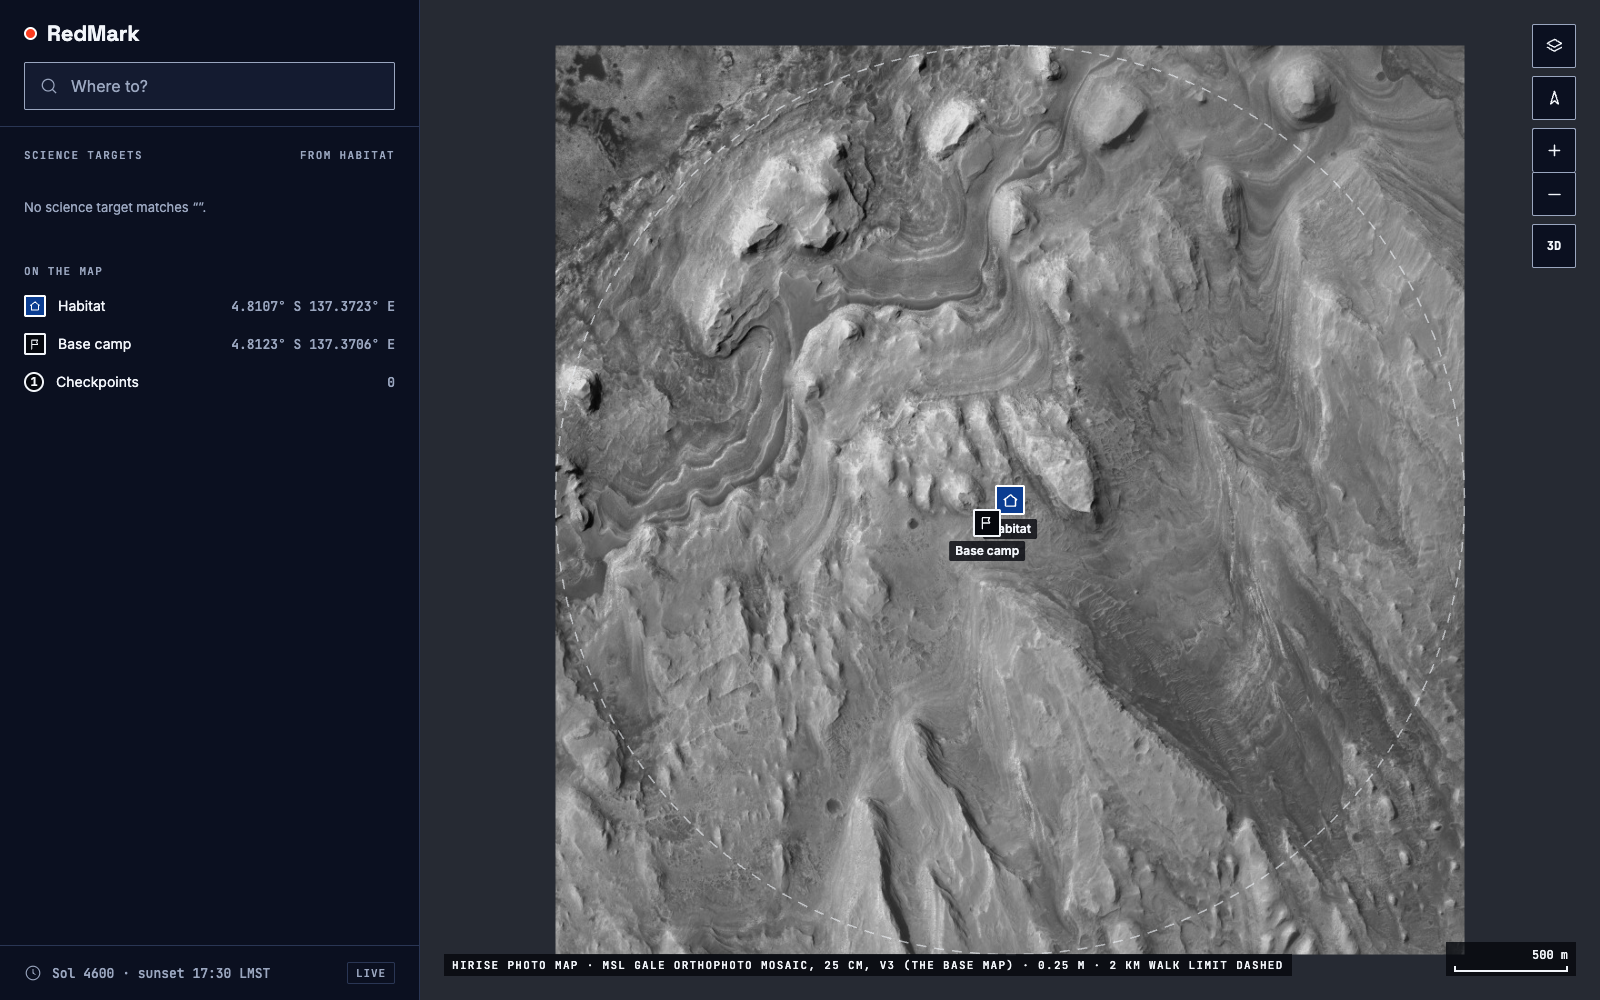 RedMark
Where to?
SCIENCE TARGETS
FROM HABITAT
No science target matches “”.
ON THE MAP
Habitat
4.8107° S 137.3723° E
Base camp
4.8123° S 137.3706° E
1 Checkpoints
0
Sol 4600 · sunset 17:30 LMST
LIVE
abitat
Base camp
3D
HIRISE PHOTO MAP · MSL GALE ORTHOPHOTO MOSAIC, 25 CM, V3 (THE BASE MAP) · 0.25 M · 2 KM WALK LIMIT DASHED
500 m